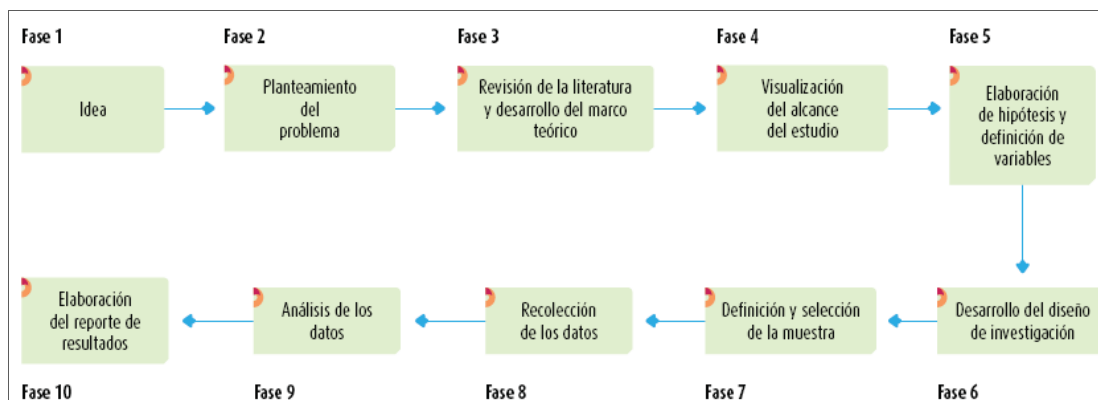 Fase 1
Idea
Fase 2
Planteamiento
del
problema
Fase 3
Revisión de la literatura
y desarrollo del marco
teórico
Fase 4
Visualización
del alcance
del estudio
Fase 5
Elaboración
de hipótesis y
definición de
variables
Desarrollo del diseño
de investigación
Fase 6
Definición y selección
de la muestra
Fase 7
Recolección
de los datos
Fase 8
Análisis de los
datos
Fase 9
Elaboración
del reporte de
resultados
Fase 10